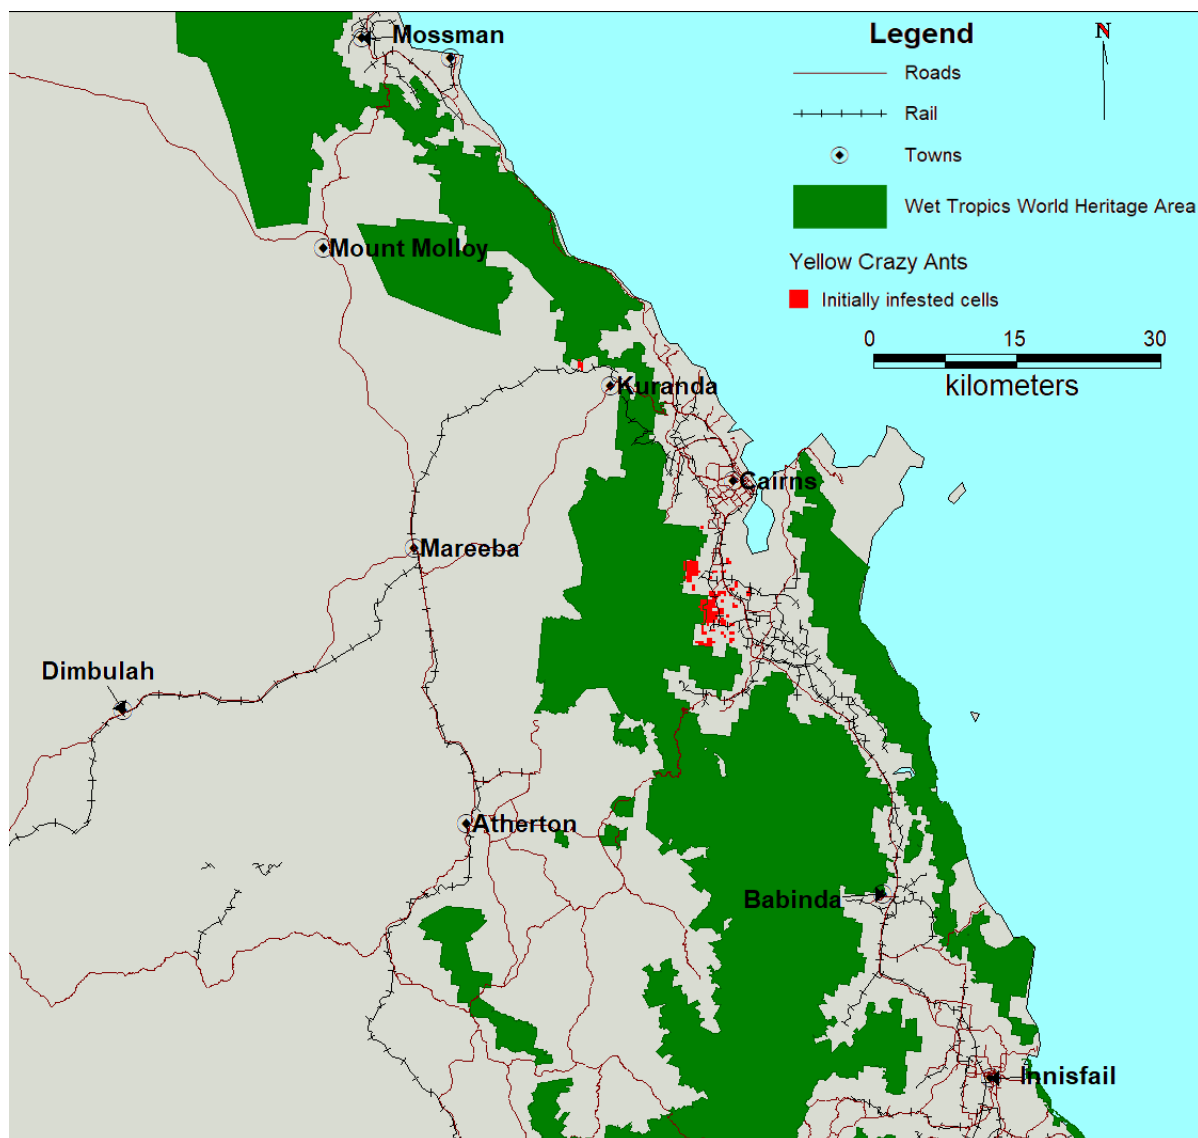 Mossman
Legend
N
Roads
Rail
Towns
Wet Tropics World Heritage Area
Mount Molloy
Yellow Crazy Ants
Initially infested cells
0 15 30
kilometers
Kuranda
Cairns
Mareeba
Dimbulah
Atherton
Babinda
Innisfail